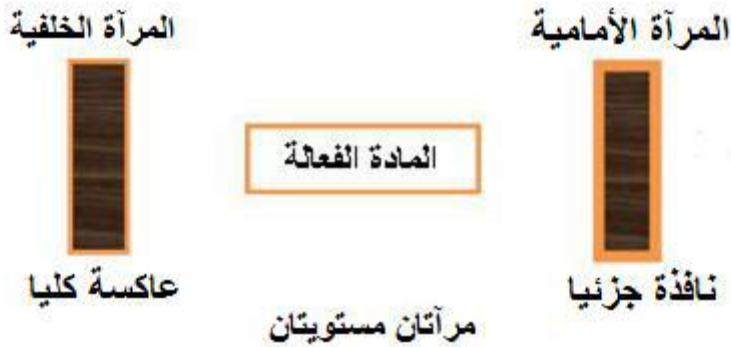 المرآة الأمامية
المرآة الخلفية
المادة الفعالة
نافذة جزئيا
عاكسة كليا
مرآتان مستويتان